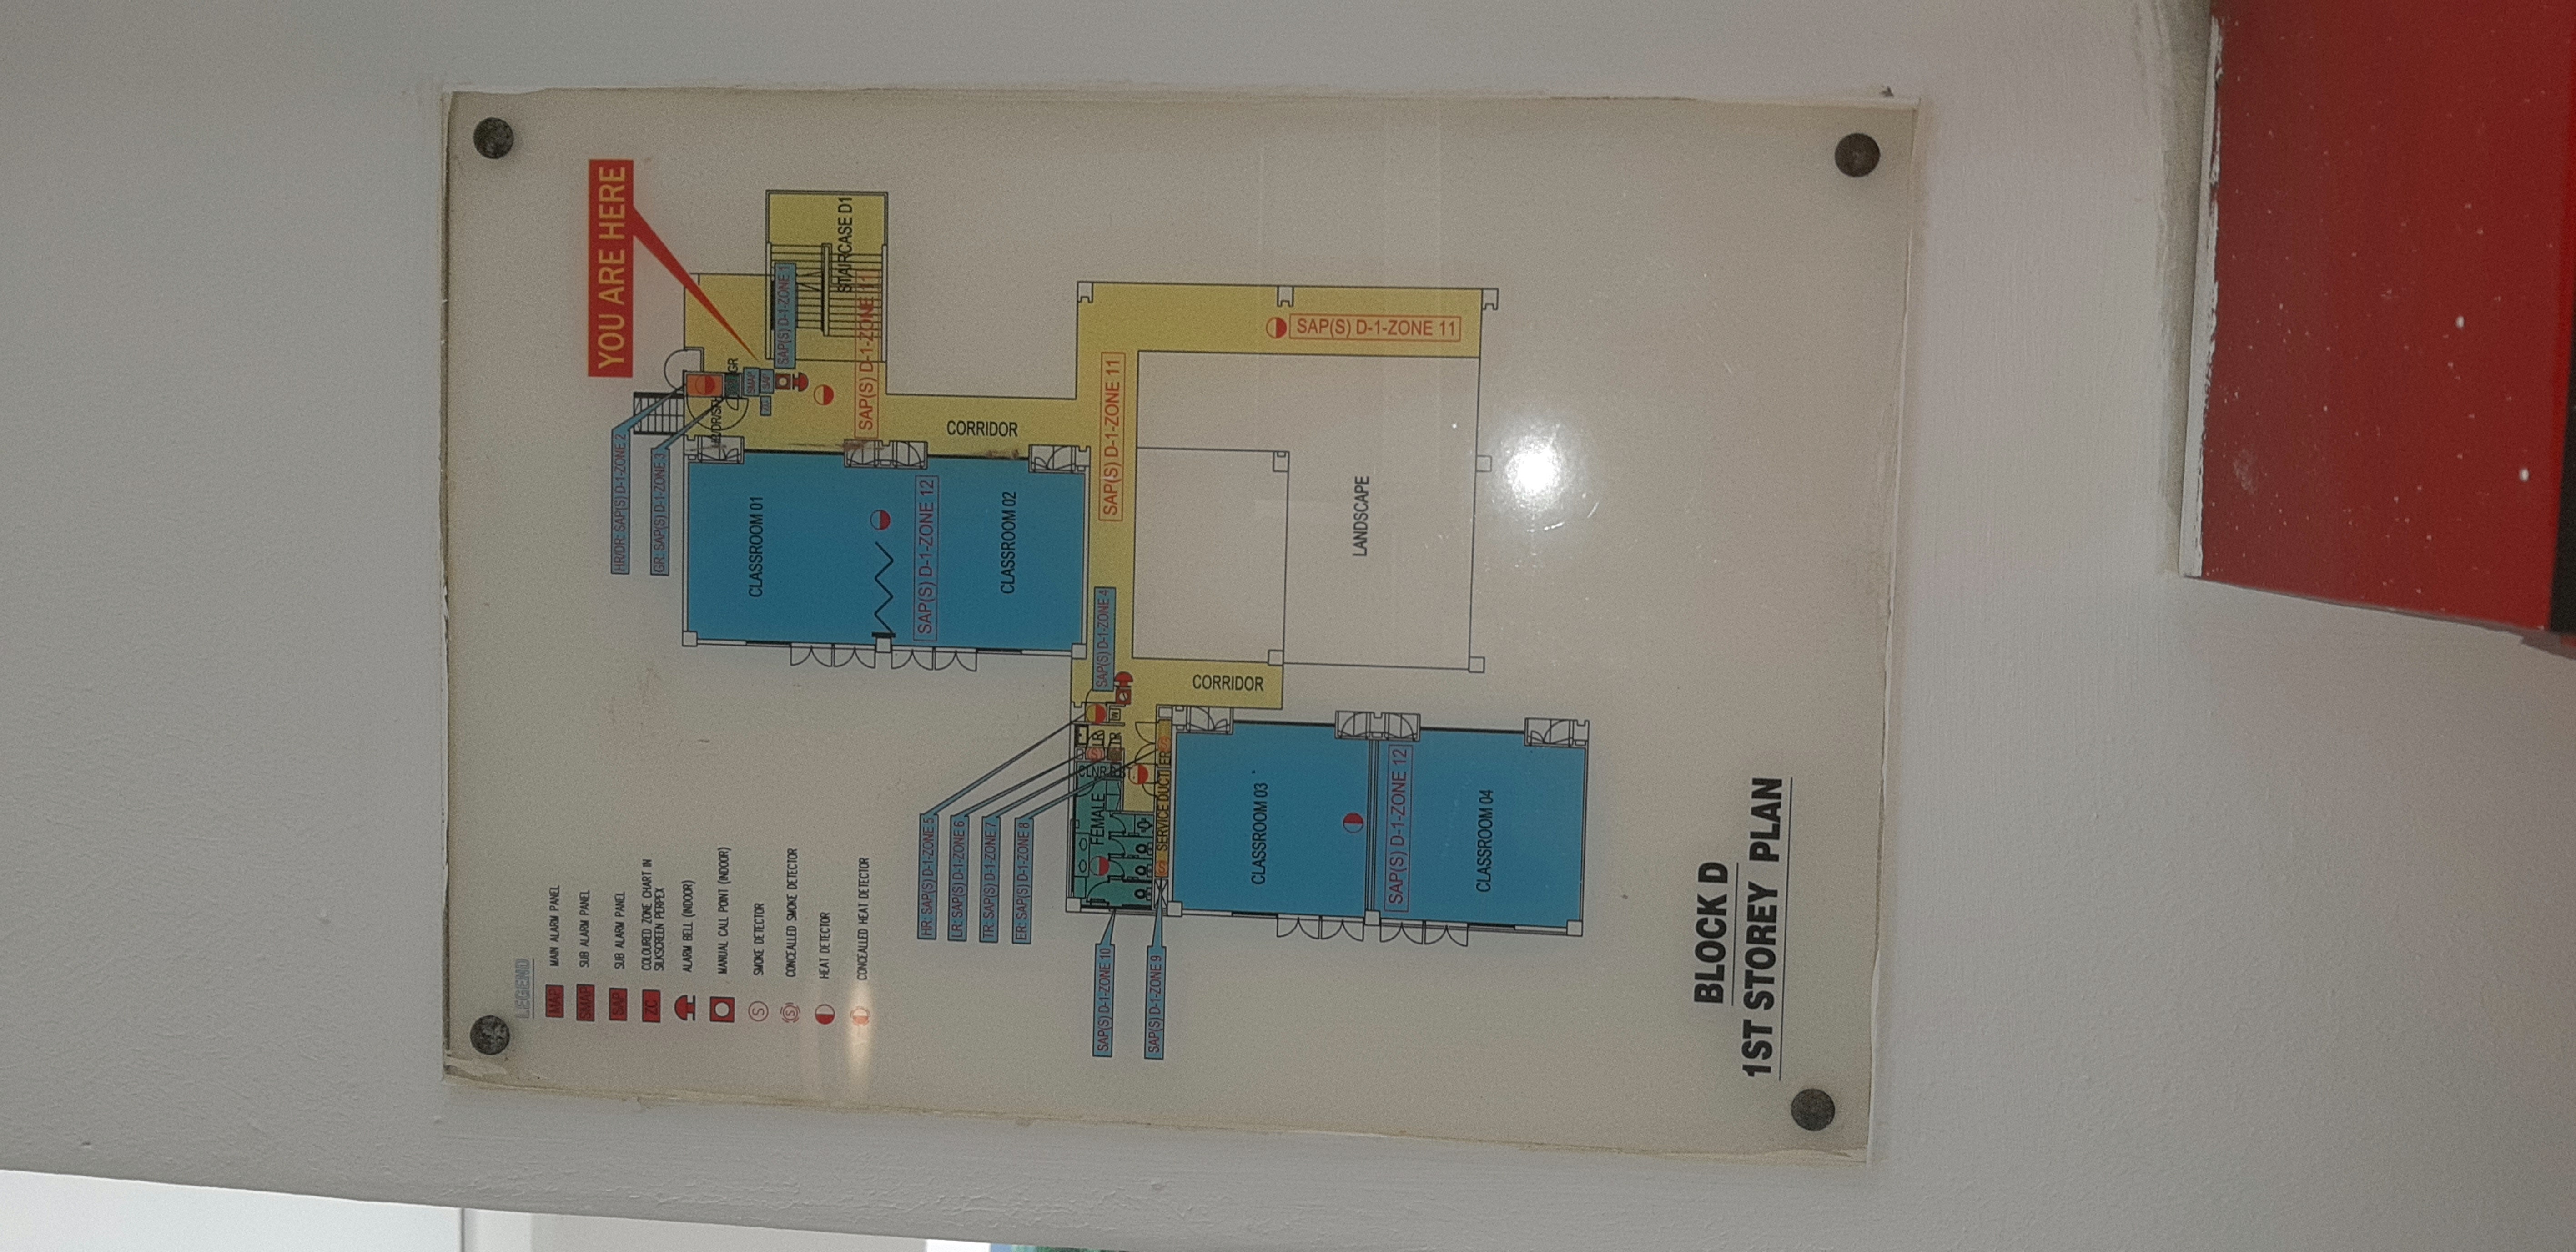 LEGEND
MAP MAIN ALARM PANEL
SMAP SUB ALARM PANEL
SAP SUB ALARM PANEL
ZC COLOURED ZONE CHART IN
SILKSCREEN PERPEX
ALARM BELL (INDOOR)
MANUAL CALL POINT (INDOOR)
S SMOKE DETECTOR
S CONCEALLED SMOKE DETECTOR
HEAT DETECTOR
CONCEALLED HEAT DETECTOR
YOU ARE HERE
HR/DR: SAP(S) D-1-ZONE 2
GR: SAP(S) D-1-ZONE 3
GR
CLASSROOM 01
SMAP
ZC SAP
SAP(S) D-1-ZONE 1
STAIRCASE D1
SAP(S) D-1-ZONE 11
SAP(S) D-1-ZONE 12
CORRIDOR
CLASSROOM 02
HR: SAP(S) D-1-ZONE 5
LR: SAP(S) D-1-ZONE 6
TR: SAP(S) D-1-ZONE 7
ER: SAP(S) D-1-ZONE 8
FEMALE
LR
TR
SAP(S) D-1-ZONE 10
SAP(S) D-1-ZONE 4
SAP(S) D-1-ZONE 11
SAP(S) D-1-ZONE 9
SERVICE DUCT
ER
CORRIDOR
CLASSROOM 03
SAP(S) D-1-ZONE 11
LANDSCAPE
SAP(S) D-1-ZONE 12
CLASSROOM 04
BLOCK D
1ST STOREY PLAN